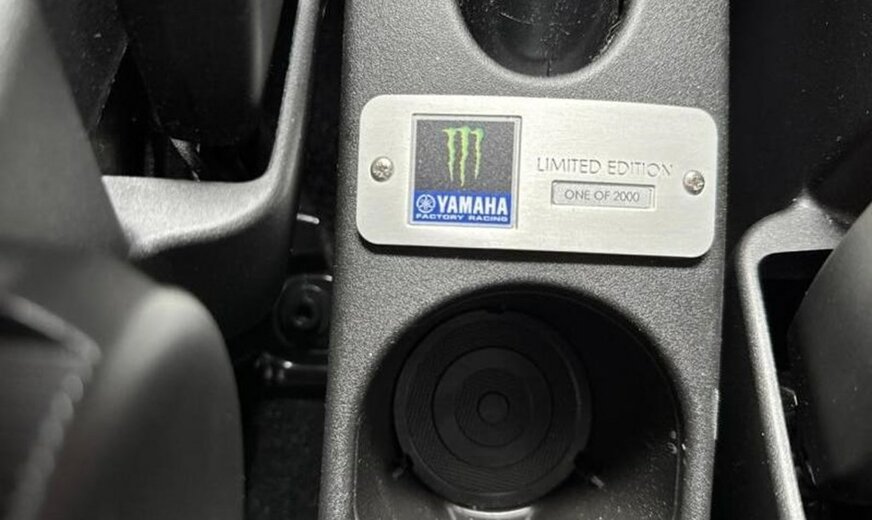 YAMAHA
FACTORY RACING
LIMITED EDITION
ONE OF 2000